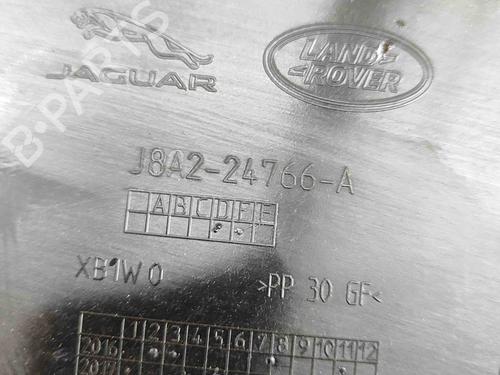 JAGUAR
LAND
ROVER
B-PARTS
J8A2-24766-A
A B C D E F
XB1W0 >PP 30 GF<
1 2 3 4 5 6 7 8 9 10 11 12
2016
2017